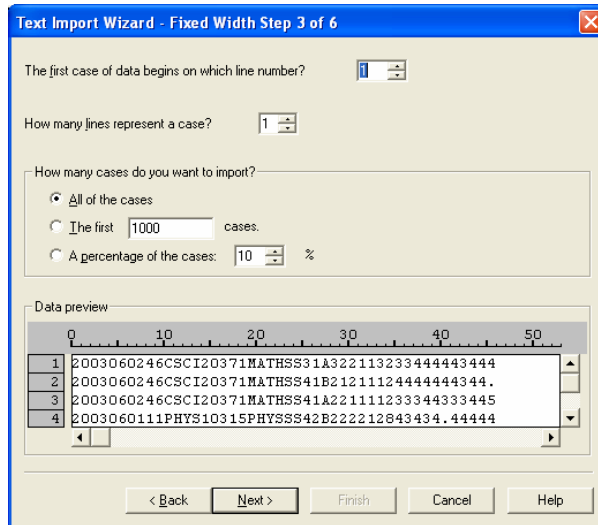 Text Import Wizard - Fixed Width Step 3 of 6
The first case of data begins on which line number? 1
How many lines represent a case? 1
How many cases do you want to import?
All of the cases
The first 1000 cases.
A percentage of the cases: 10 %
Data preview
0 10 20 30 40 50
1 2003060246CSCI20371MATHSS31A322113233444443444
2 2003060246CSCI20371MATHSS41B21211124444444344.
3 2003060246CSCI20371MATHSS41A221111233344333445
4 2003060111PHYS10315PHYSSS42B222212843434.44444
< Back Next > Finish Cancel Help